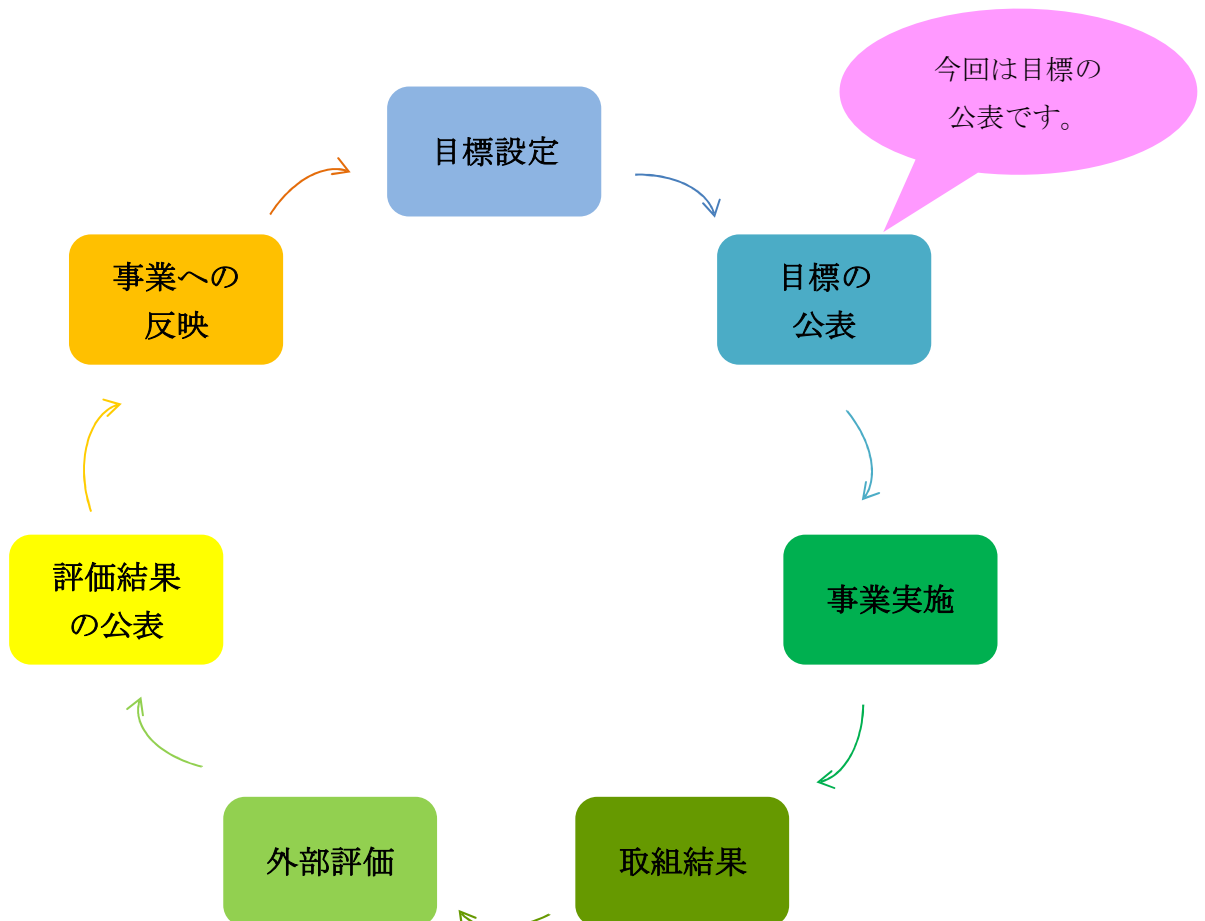 今回は目標の
公表です。
目標設定
事業への
反映
目標の
公表
評価結果
の公表
事業実施
外部評価
取組結果